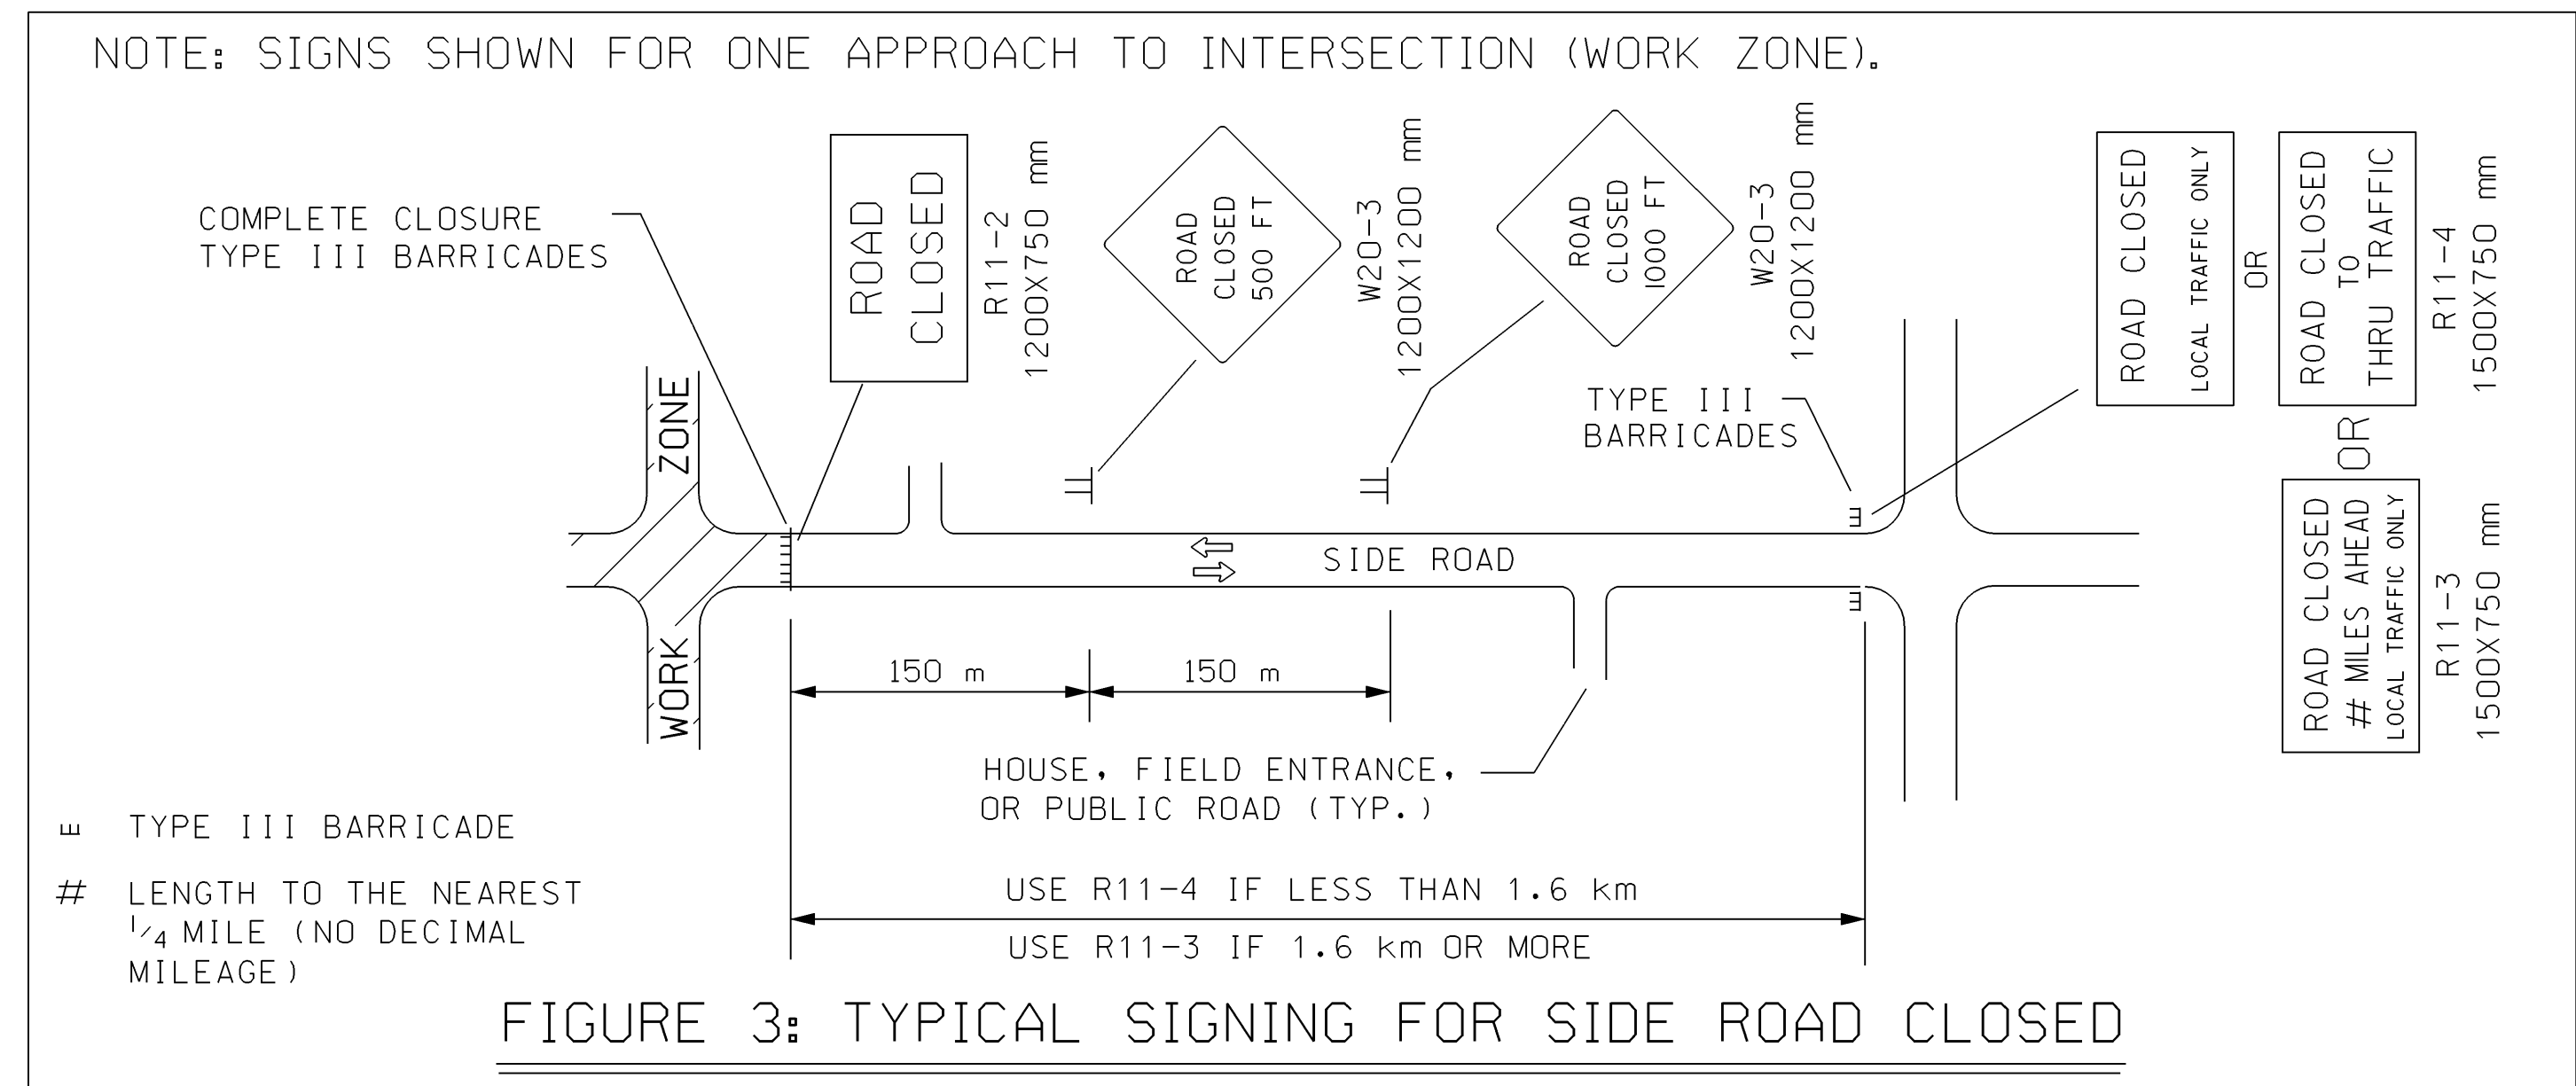 NOTE: SIGNS SHOWN FOR ONE APPROACH TO INTERSECTION (WORK ZONE).
COMPLETE CLOSURE
TYPE III BARRICADES
ROAD
CLOSED
R11-2
1200X750 mm
ROAD
CLOSED
500 FT
W20-3
1200X1200 mm
ROAD
CLOSED
1000 FT
W20-3
1200X1200 mm
TYPE III
BARRICADES
ROAD CLOSED
LOCAL TRAFFIC ONLY
OR
ROAD CLOSED
TO
THRU TRAFFIC
R11-4
1500X750 mm
OR
ROAD CLOSED
# MILES AHEAD
LOCAL TRAFFIC ONLY
R11-3
1500X750 mm
WORK ZONE
SIDE ROAD
150 m
150 m
HOUSE, FIELD ENTRANCE,
OR PUBLIC ROAD (TYP.)
USE R11-4 IF LESS THAN 1.6 km
USE R11-3 IF 1.6 km OR MORE
TYPE III BARRICADE
# LENGTH TO THE NEAREST
1/4 MILE (NO DECIMAL
MILEAGE)
FIGURE 3: TYPICAL SIGNING FOR SIDE ROAD CLOSED